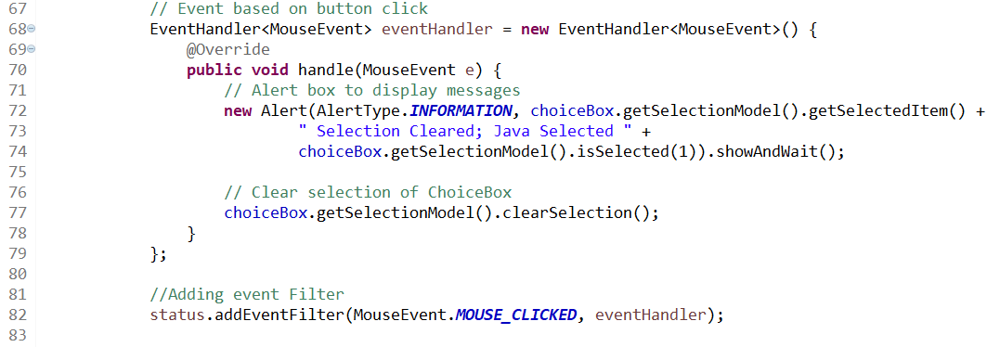 67             // Event based on button click
68             EventHandler<MouseEvent> eventHandler = new EventHandler<MouseEvent>() {
69                 @Override
70                 public void handle(MouseEvent e) {
71                     // Alert box to display messages
72                     new Alert(AlertType.INFORMATION, choiceBox.getSelectionModel().getSelectedItem() +
73                             " Selection Cleared; Java Selected " +
74                             choiceBox.getSelectionModel().isSelected(1)).showAndWait();
75
76                     // Clear selection of ChoiceBox
77                     choiceBox.getSelectionModel().clearSelection();
78                 }
79             };
80
81             //Adding event Filter
82             status.addEventFilter(MouseEvent.MOUSE_CLICKED, eventHandler);
83